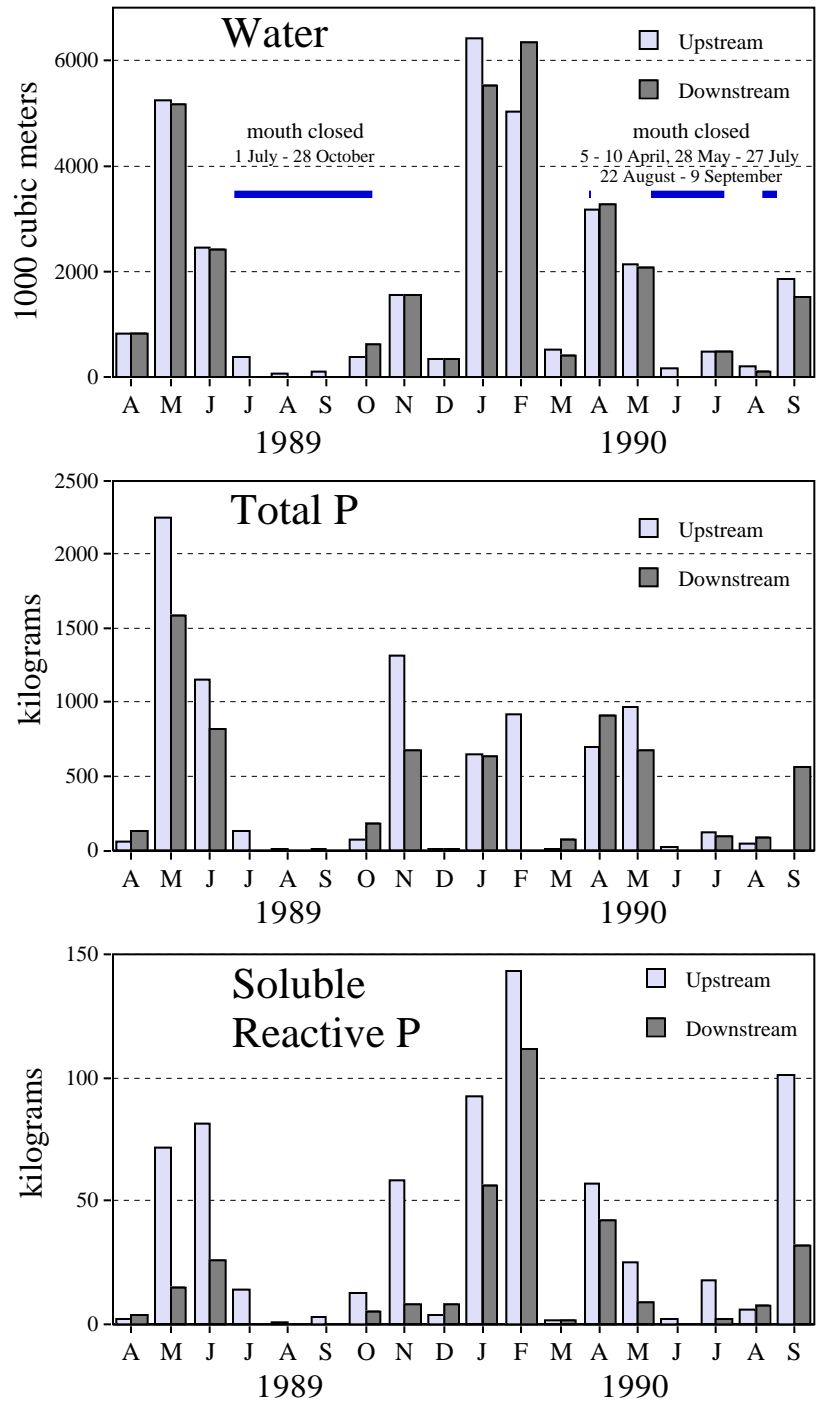 Water
Upstream
Downstream
mouth closed
1 July - 28 October
mouth closed
5 - 10 April, 28 May - 27 July
22 August - 9 September
1000 cubic meters
6000
4000
2000
0
A M J J A S O N D J F M A M J J A S
1989 1990
Total P
Upstream
Downstream
kilograms
2500
2000
1500
1000
500
0
A M J J A S O N D J F M A M J J A S
1989 1990
Soluble
Reactive P
Upstream
Downstream
kilograms
150
100
50
0
A M J J A S O N D J F M A M J J A S
1989 1990